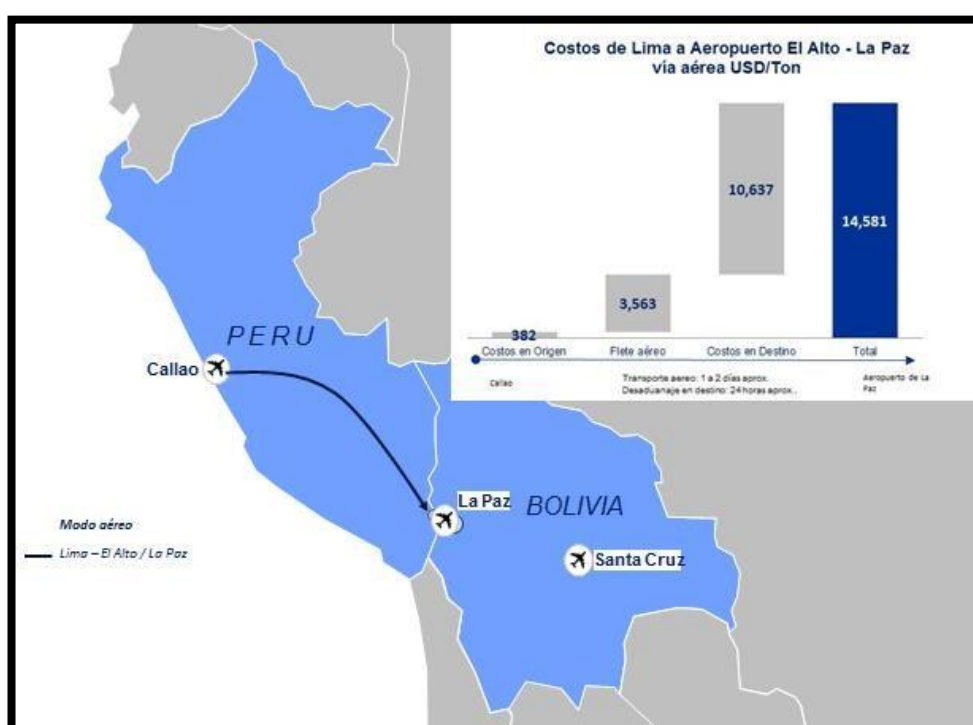 Costos de Lima a Aeropuerto El Alto - La Paz
vía aérea USD/Ton
10,637
14,581
3,563
382
Costos en Origen
Flete aéreo
Costos en Destino
Total
Callao
Transporte aereo: 1 a 2 días aprox.
Desaduanaje en destino: 24 horas aprox..
Aeropuerto de La
Paz
PERU
Callao
La Paz
BOLIVIA
Santa Cruz
Modo aéreo
Lima – El Alto / La Paz